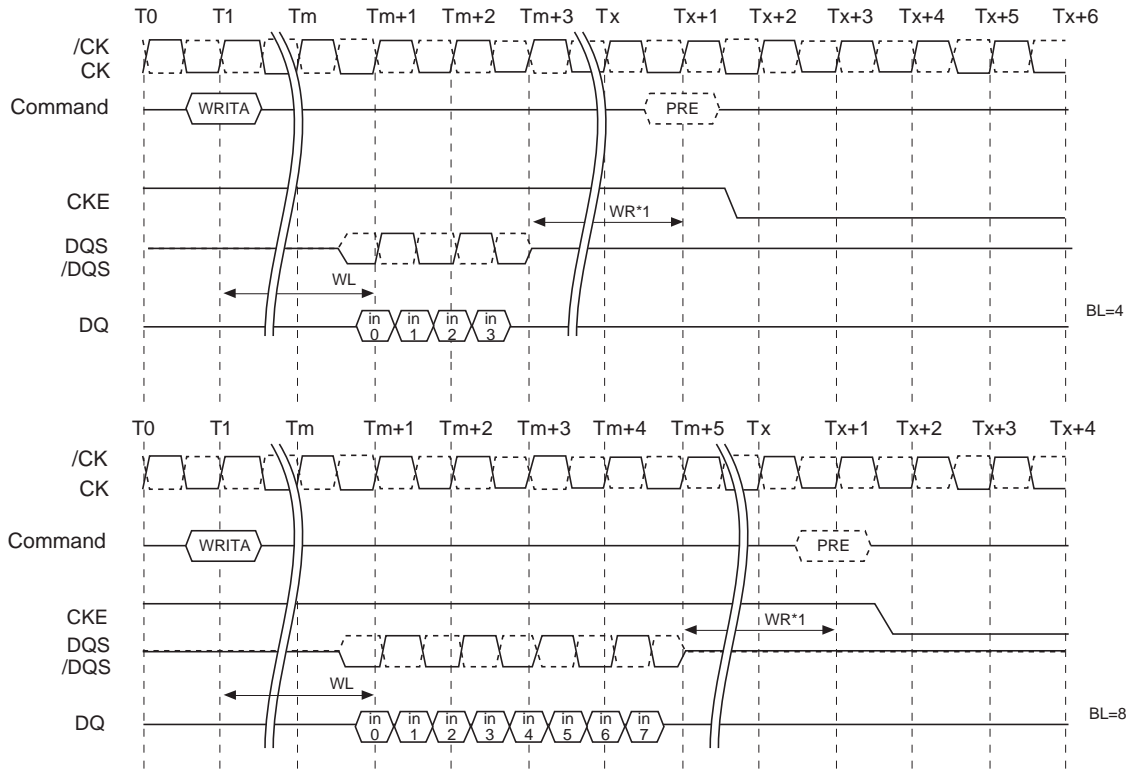 T0 T1 Tm Tm+1 Tm+2 Tm+3 Tx Tx+1 Tx+2 Tx+3 Tx+4 Tx+5 Tx+6
/CK
CK
Command WRITA PRE
CKE
WR*1
DQS
/DQS
WL
DQ in 0 in 1 in 2 in 3
BL=4
T0 T1 Tm Tm+1 Tm+2 Tm+3 Tm+4 Tm+5 Tx Tx+1 Tx+2 Tx+3 Tx+4
/CK
CK
Command WRITA PRE
CKE
WR*1
DQS
/DQS
WL
DQ in 0 in 1 in 2 in 3 in 4 in 5 in 6 in 7
BL=8